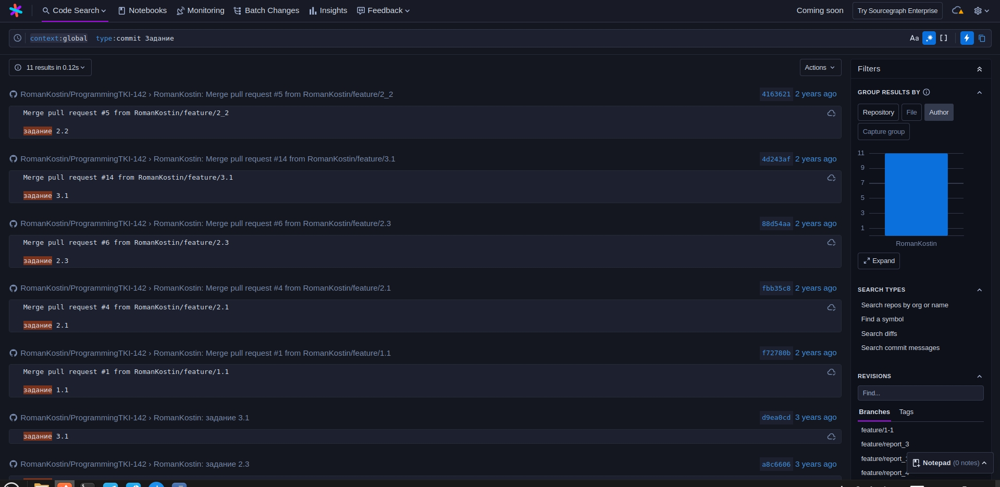 Code Search Notebooks Monitoring Batch Changes Insights Feedback Coming soon Try Sourcegraph Enterprise
context:global type:commit Задание Aa
11 results in 0.12s Actions
RomanKostin/ProgrammingTKI-142 › RomanKostin: Merge pull request #5 from RomanKostin/feature/2_2 4163621 2 years ago
Merge pull request #5 from RomanKostin/feature/2_2
задание 2.2
RomanKostin/ProgrammingTKI-142 › RomanKostin: Merge pull request #14 from RomanKostin/feature/3.1 4d243af 2 years ago
Merge pull request #14 from RomanKostin/feature/3.1
задание 3.1
RomanKostin/ProgrammingTKI-142 › RomanKostin: Merge pull request #6 from RomanKostin/feature/2.3 88d54aa 2 years ago
Merge pull request #6 from RomanKostin/feature/2.3
задание 2.3
RomanKostin/ProgrammingTKI-142 › RomanKostin: Merge pull request #4 from RomanKostin/feature/2.1 fbb35c8 2 years ago
Merge pull request #4 from RomanKostin/feature/2.1
задание 2.1
RomanKostin/ProgrammingTKI-142 › RomanKostin: Merge pull request #1 from RomanKostin/feature/1.1 f72780b 2 years ago
Merge pull request #1 from RomanKostin/feature/1.1
задание 1.1
RomanKostin/ProgrammingTKI-142 › RomanKostin: задание 3.1 d9ea0cd 3 years ago
задание 3.1
RomanKostin/ProgrammingTKI-142 › RomanKostin: задание 2.3 a8c6606 3 years ago
Filters
GROUP RESULTS BY
Repository File Author
Capture group
11
9
7
5
3
1
RomanKostin
Expand
SEARCH TYPES
Search repos by org or name
Find a symbol
Search diffs
Search commit messages
REVISIONS
Find...
Branches Tags
feature/1-1
feature/report_3
feature/report_
feature/report_4
Notepad (0 notes)